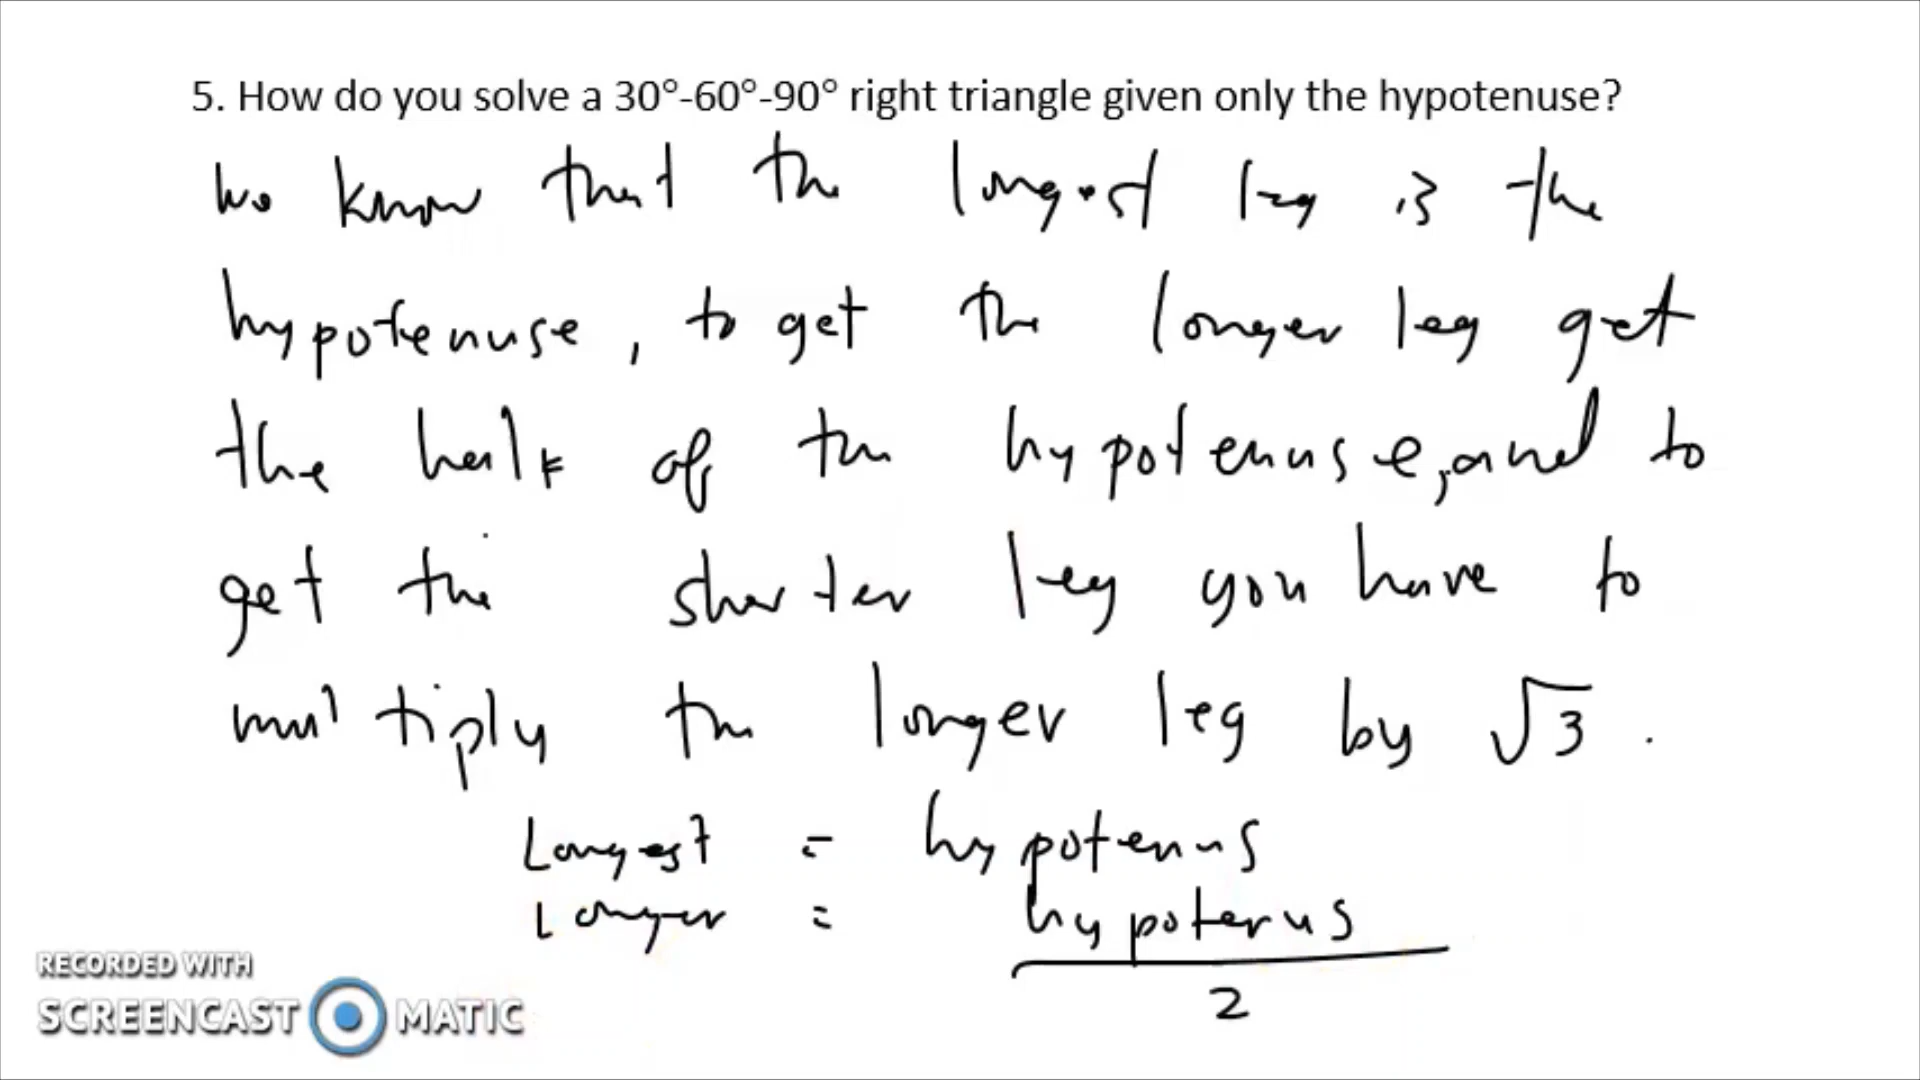 5. How do you solve a 30°-60°-90° right triangle given only the hypotenuse?
We know that the longest leg is the
hypotenuse, to get the longer leg get
the half of the hypotenuse, and to
get the shorter leg you have to
multiply the longer leg by √3.
Longest = hypotenus
Longer = hypotenus
2
RECORDED WITH
SCREENCAST MATIC